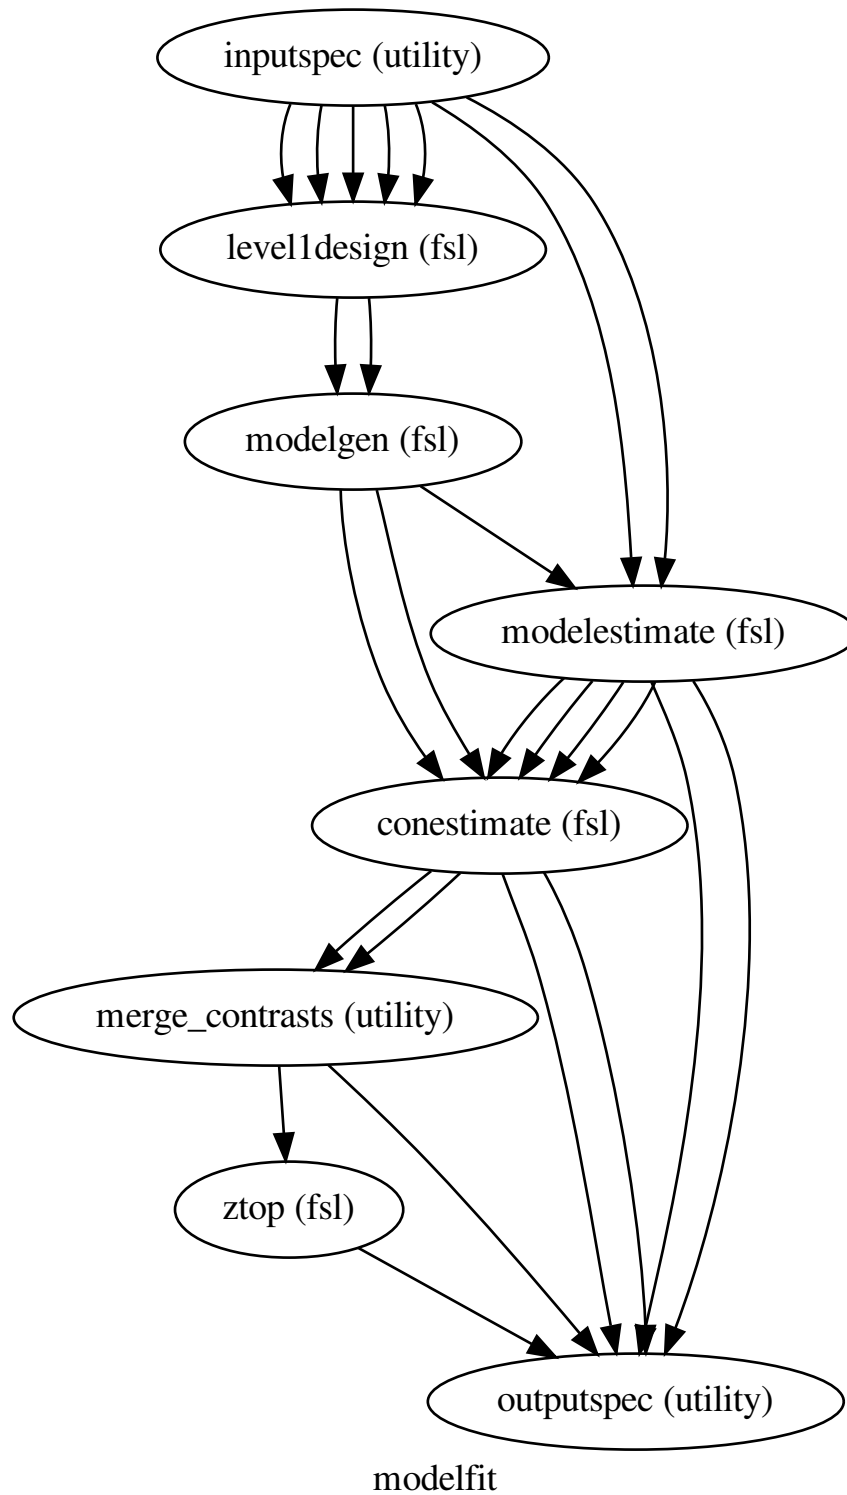 inputspec (utility)
level1design (fsl)
modelgen (fsl)
modelestimate (fsl)
conestimate (fsl)
merge_contrasts (utility)
ztop (fsl)
outputspec (utility)
modelfit